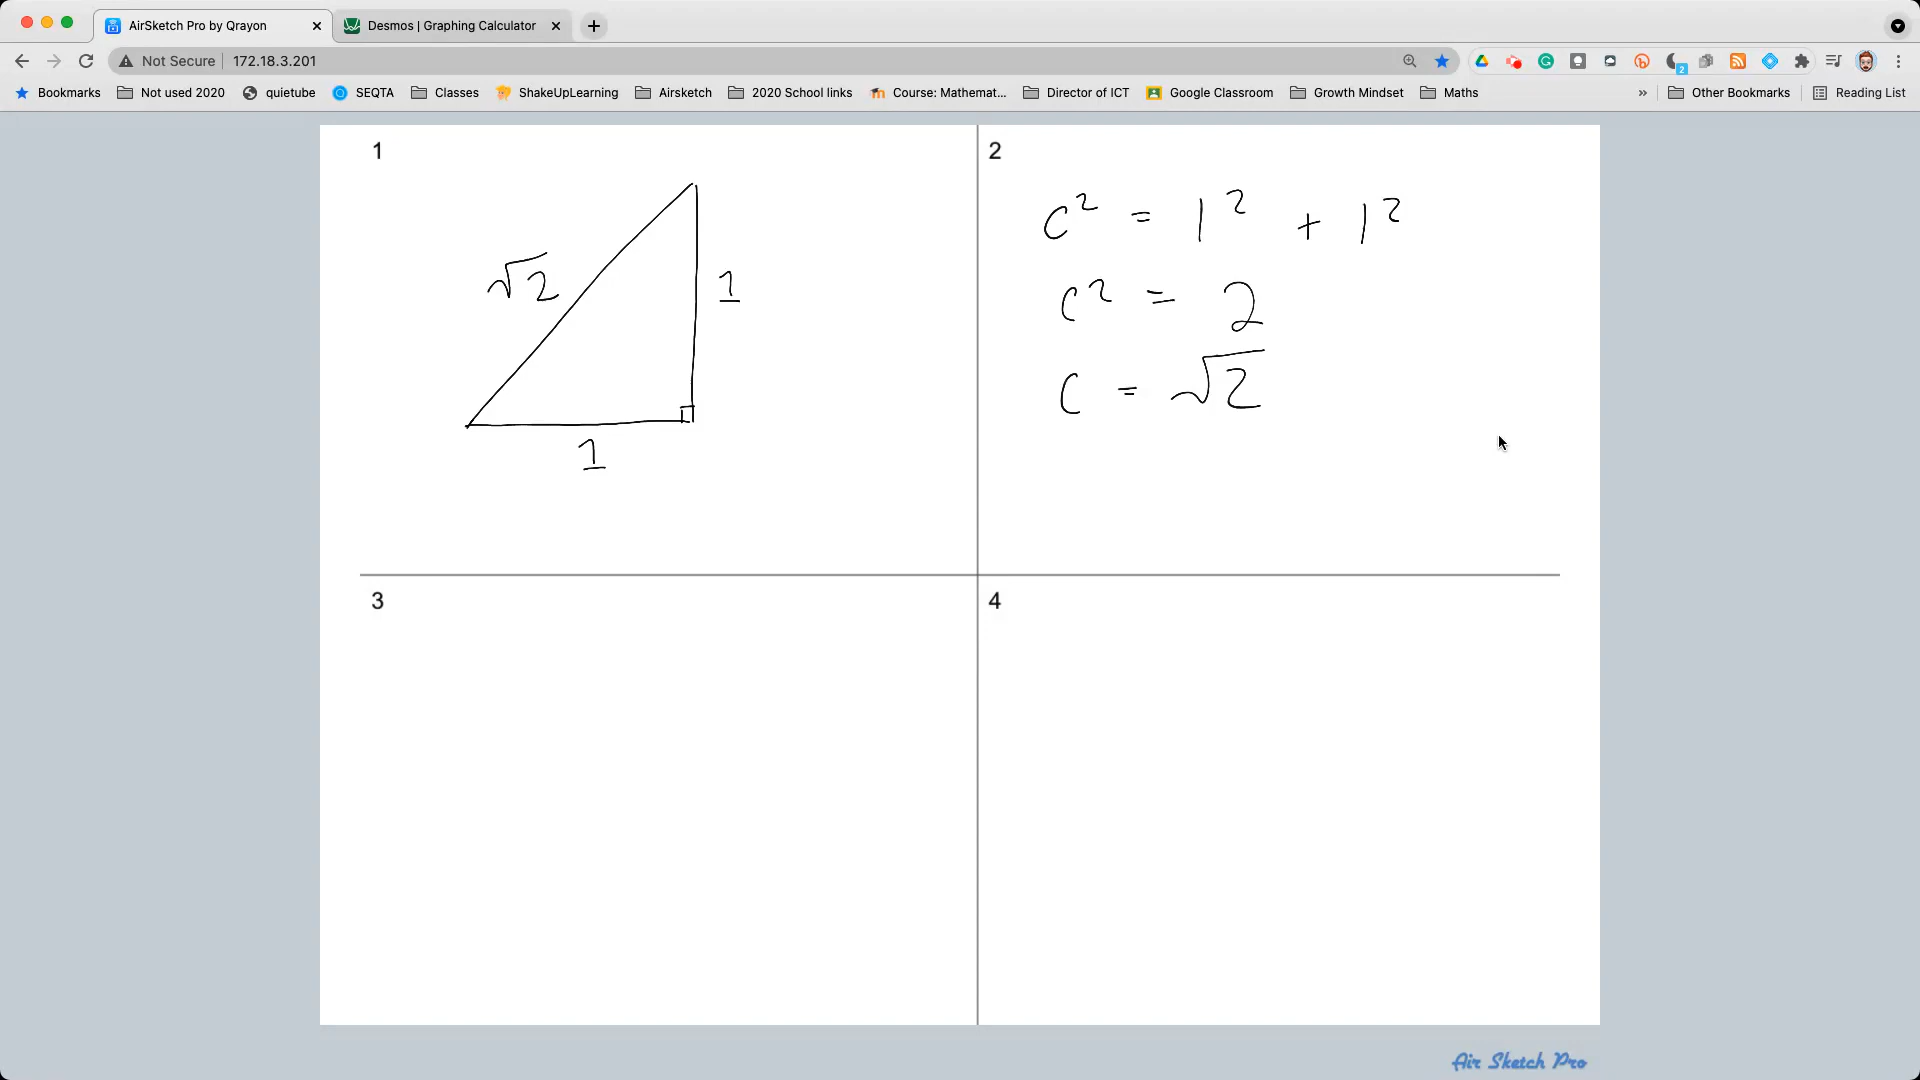 AirSketch Pro by Qrayon
Desmos | Graphing Calculator
Not Secure 172.18.3.201
Bookmarks Not used 2020 quietube SEQTA Classes ShakeUpLearning Airsketch 2020 School links Course: Mathemat... Director of ICT Google Classroom Growth Mindset Maths » Other Bookmarks Reading List
1
√2
1
1
2
c² = 1² + 1²
c² = 2
c = √2
3
4
Air Sketch Pro